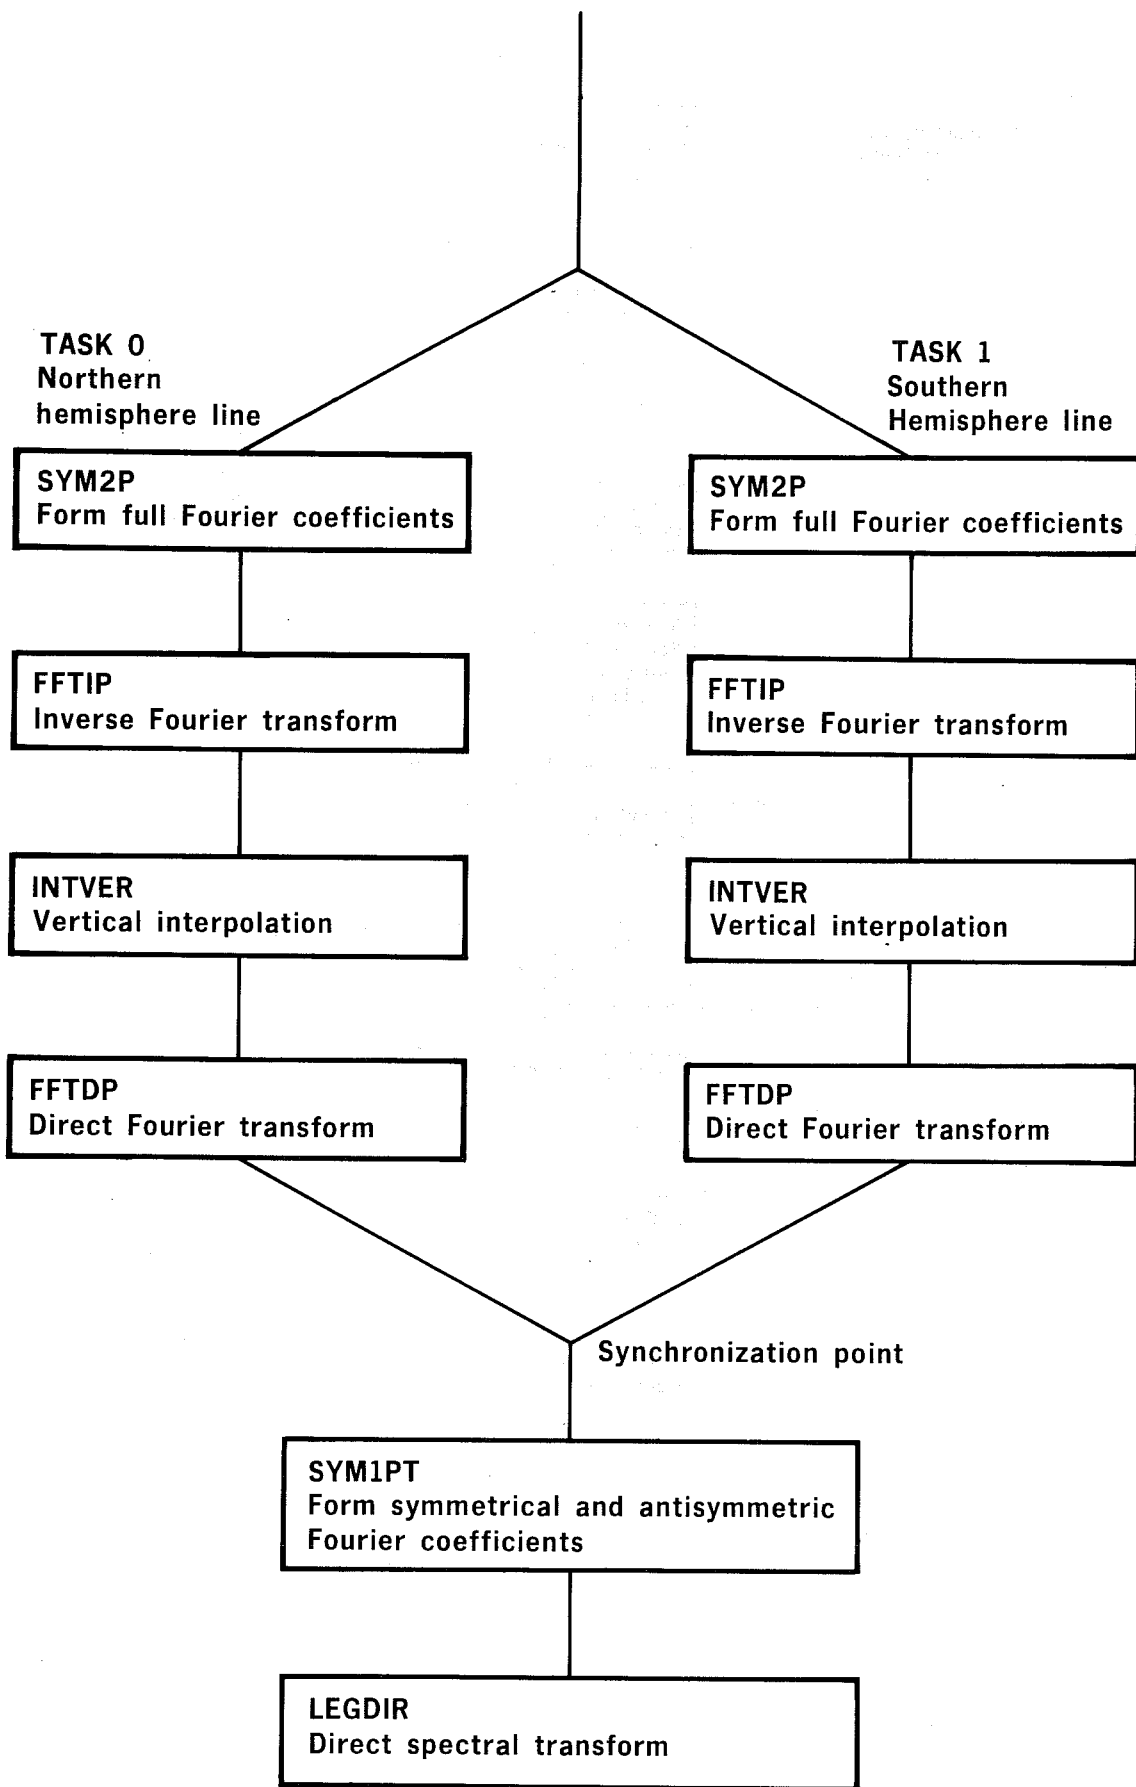 TASK 0
Northern
hemisphere line
SYM2P
Form full Fourier coefficients
FFTIP
Inverse Fourier transform
INTVER
Vertical interpolation
FFTDP
Direct Fourier transform
TASK 1
Southern
Hemisphere line
SYM2P
Form full Fourier coefficients
FFTIP
Inverse Fourier transform
INTVER
Vertical interpolation
FFTDP
Direct Fourier transform
Synchronization point
SYM1PT
Form symmetrical and antisymmetric
Fourier coefficients
LEGDIR
Direct spectral transform